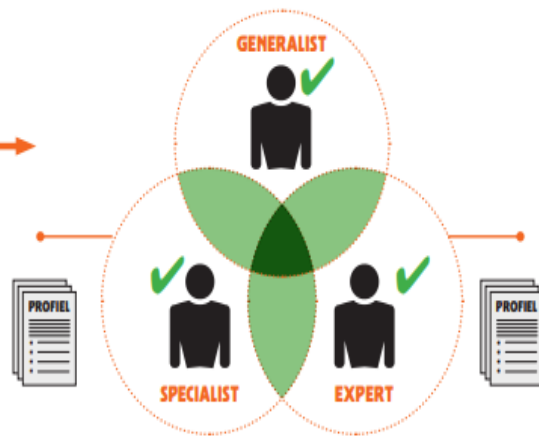 GENERALIST
PROFIEL
PROFIEL
SPECIALIST
EXPERT